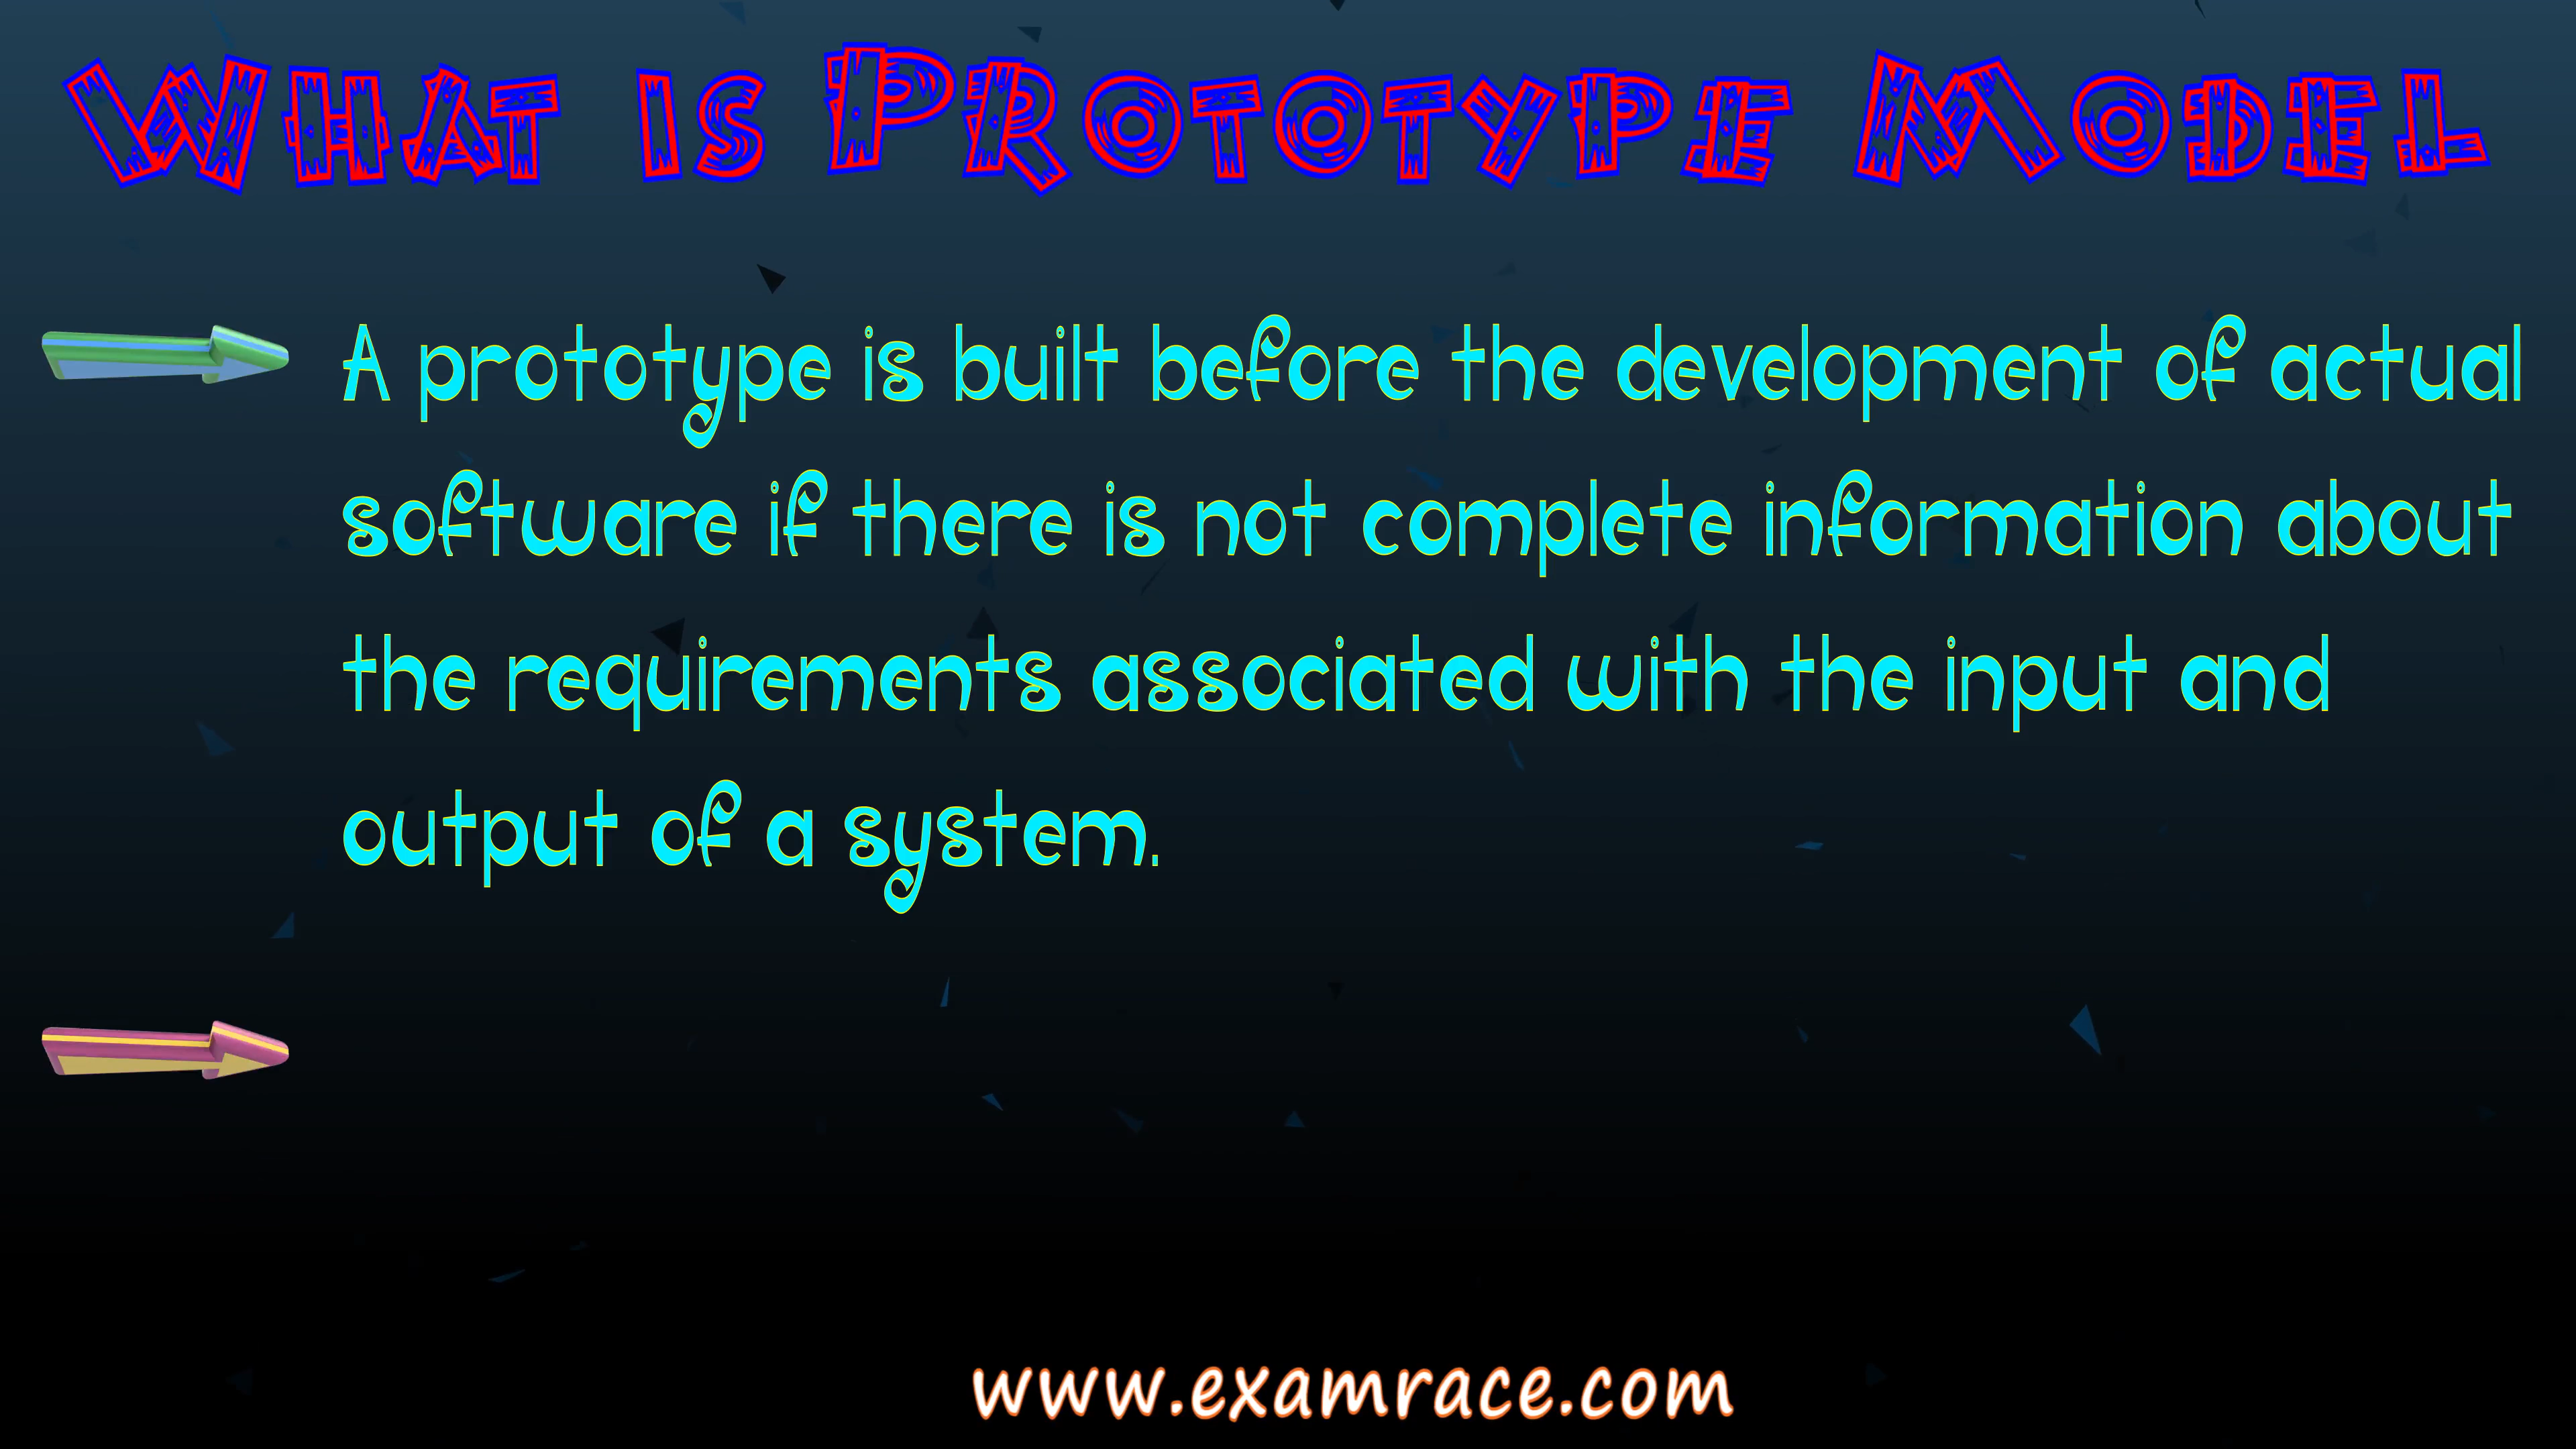 What is Prototype Model
A prototype is built before the development of actual
software if there is not complete information about
the requirements associated with the input and
output of a system.
www.examrace.com